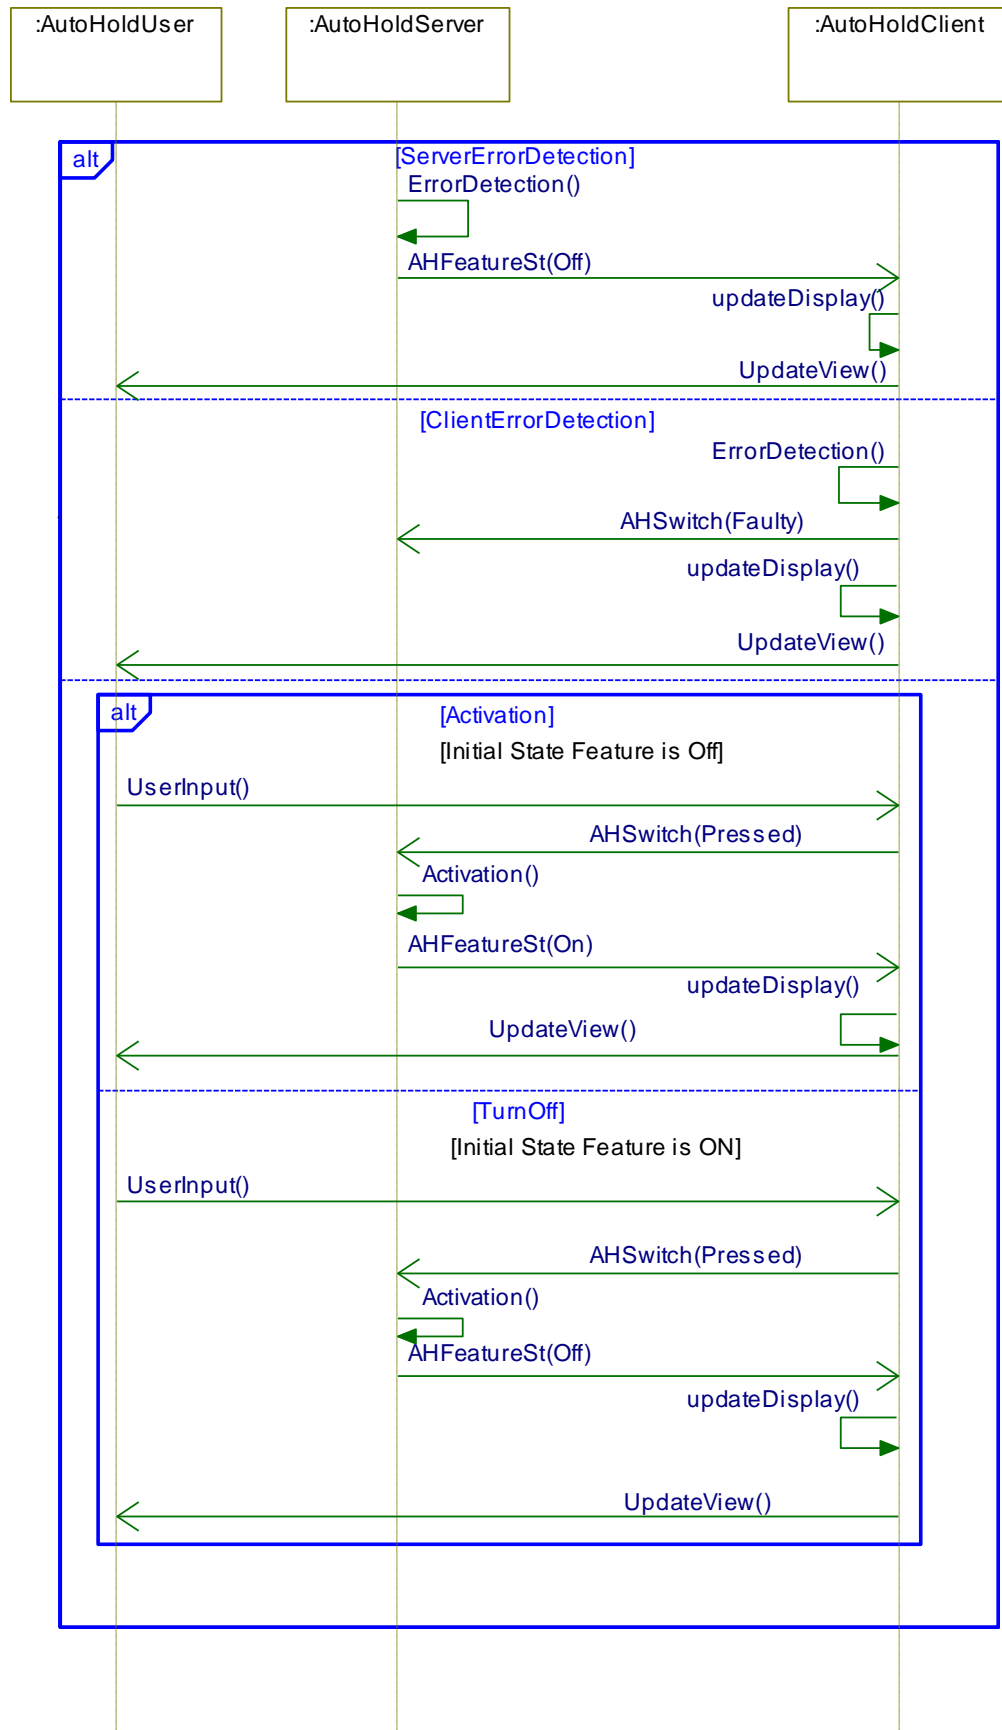 :AutoHoldUser
:AutoHoldServer
:AutoHoldClient
alt
[ServerErrorDetection]
ErrorDetection()
AHFeatureSt(Off)
updateDisplay()
UpdateView()
[ClientErrorDetection]
ErrorDetection()
AHSwitch(Faulty)
updateDisplay()
UpdateView()
alt
[Activation]
[Initial State Feature is Off]
UserInput()
AHSwitch(Pressed)
Activation()
AHFeatureSt(On)
updateDisplay()
UpdateView()
[TurnOff]
[Initial State Feature is ON]
UserInput()
AHSwitch(Pressed)
Activation()
AHFeatureSt(Off)
updateDisplay()
UpdateView()